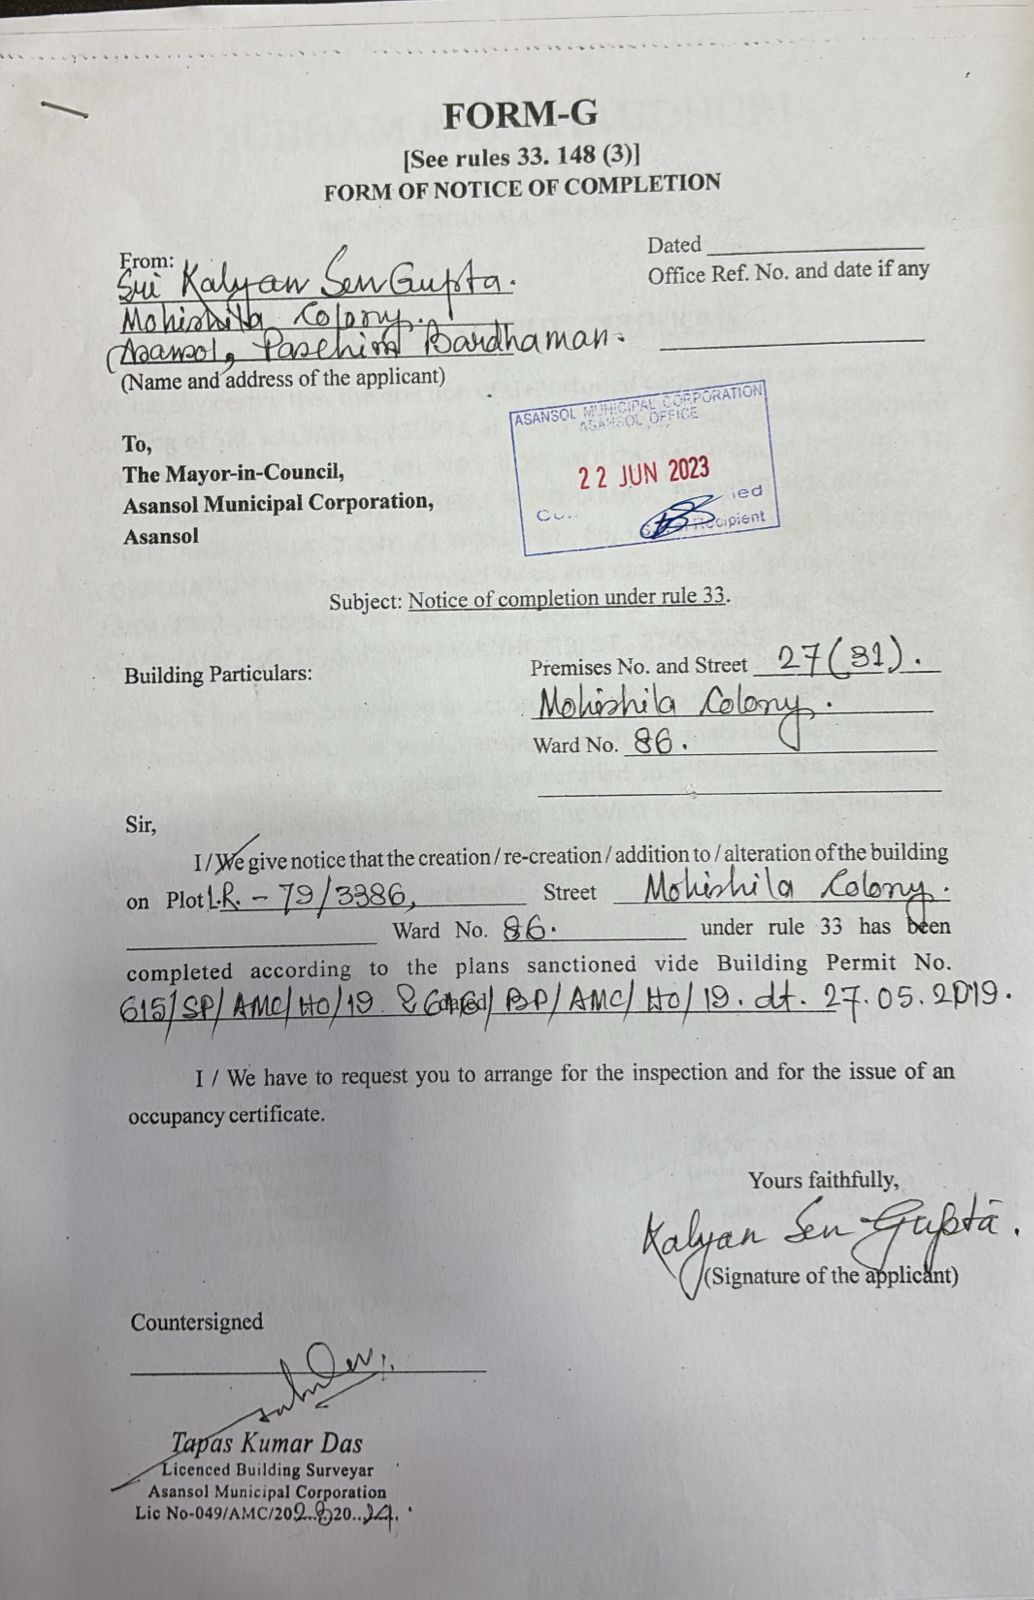 FORM-G
[See rules 33. 148 (3)]
FORM OF NOTICE OF COMPLETION
From:
Sri Kalyan Sen Gupta.
Mohishila Colony.
Asansol, Paschim Bardhaman.
(Name and address of the applicant)
Dated
Office Ref. No. and date if any
ASANSOL MUNICIPAL CORPORATION
ASANSOL OFFICE
22 JUN 2023
ied
Recipient
To,
The Mayor-in-Council,
Asansol Municipal Corporation,
Asansol
Subject: Notice of completion under rule 33.
Building Particulars:
Premises No. and Street 27(31).
Mohishila Colony.
Ward No. 86.
Sir,
I / We give notice that the creation / re-creation / addition to / alteration of the building
on Plot L.R. - 79/3386, Street Mohishila Colony.
Ward No. 86. under rule 33 has been
completed according to the plans sanctioned vide Building Permit No.
615/SP/AMC/HO/19 & 616/BP/AMC/HO/19. dt. 27.05.2019.
I / We have to request you to arrange for the inspection and for the issue of an
occupancy certificate.
Yours faithfully,
Kalyan Sen Gupta.
(Signature of the applicant)
Countersigned
Tapas Kumar Das
Licenced Building Surveyar
Asansol Municipal Corporation
Lic No-049/AMC/2023-2024.